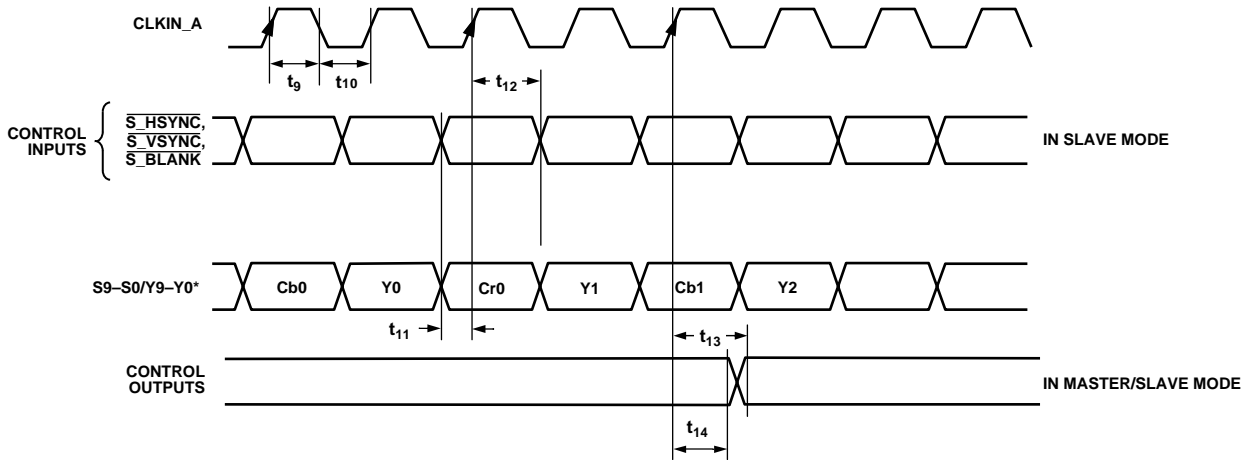 CLKIN_A
t9
t10
t12
CONTROL
INPUTS
S_HSYNC,
S_VSYNC,
S_BLANK
IN SLAVE MODE
S9–S0/Y9–Y0*
Cb0
Y0
Cr0
Y1
Cb1
Y2
t11
t13
CONTROL
OUTPUTS
IN MASTER/SLAVE MODE
t14